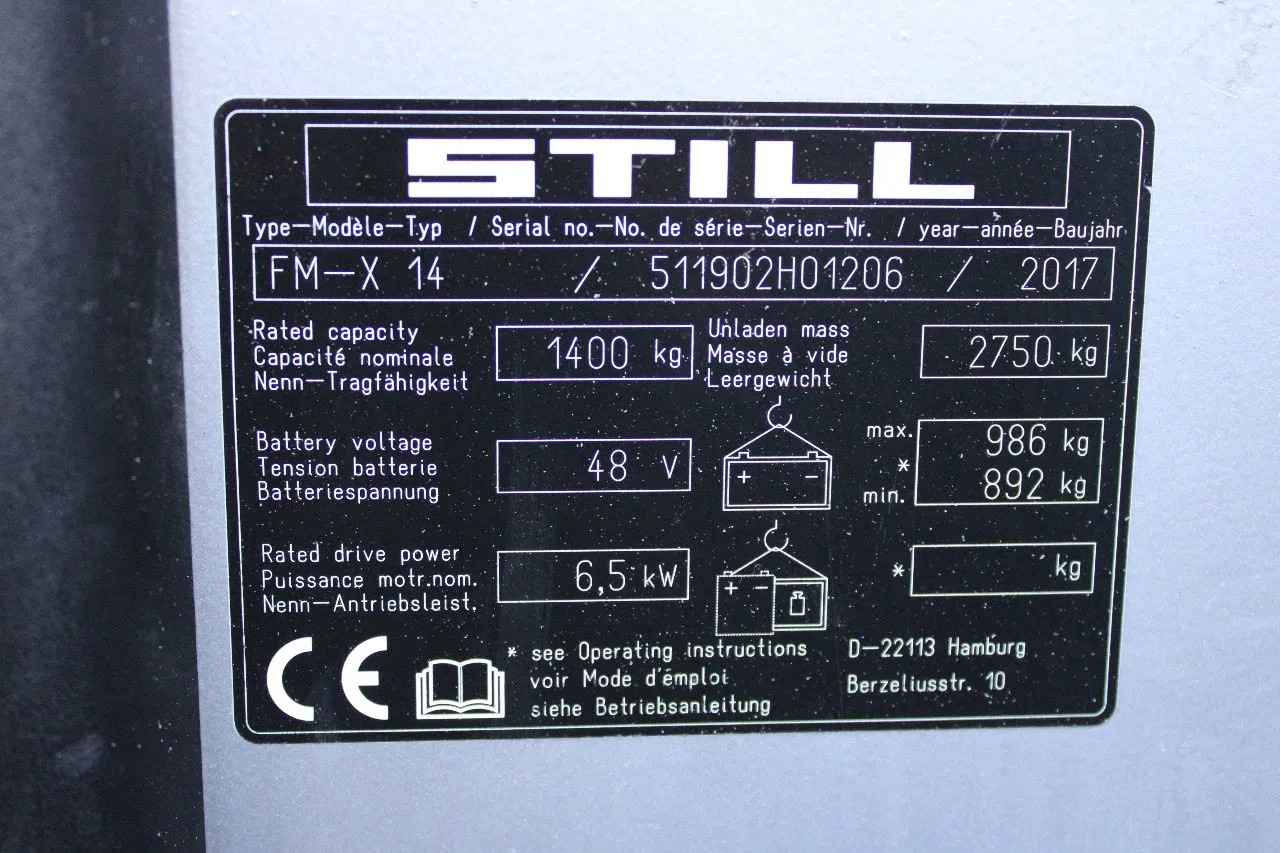 STILL
Type–Modèle–Typ / Serial no.–No. de série–Serien–Nr. / year–année–Baujahr
FM–X 14 / 511902H01206 / 2017
Rated capacity
Capacité nominale
Nenn–Tragfähigkeit
1400 kg
Unladen mass
Masse à vide
Leergewicht
2750 kg
Battery voltage
Tension batterie
Batteriespannung
48 V
+ –
max.
*
min.
986 kg
892 kg
Rated drive power
Puissance motr.nom.
Nenn–Antriebsleist.
6,5 kW
+ –
* kg
CE
* see Operating instructions
voir Mode d'émploi
siehe Betriebsanleitung
D–22113 Hamburg
Berzeliusstr. 10